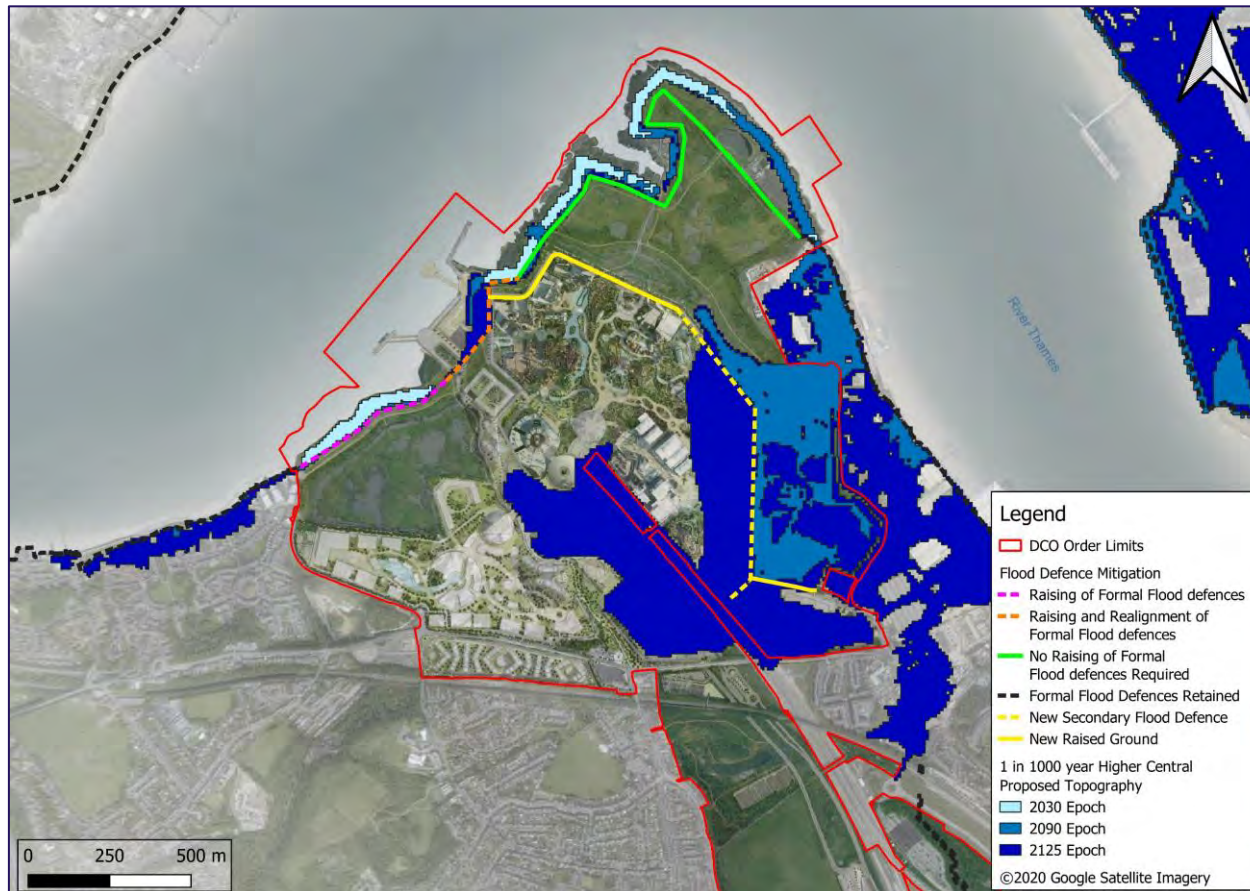 River Thames
Legend
DCO Order Limits
Flood Defence Mitigation
Raising of Formal Flood defences
Raising and Realignment of
Formal Flood defences
No Raising of Formal
Flood defences Required
Formal Flood Defences Retained
New Secondary Flood Defence
New Raised Ground
1 in 1000 year Higher Central
Proposed Topography
2030 Epoch
2090 Epoch
2125 Epoch
©2020 Google Satellite Imagery
0 250 500 m